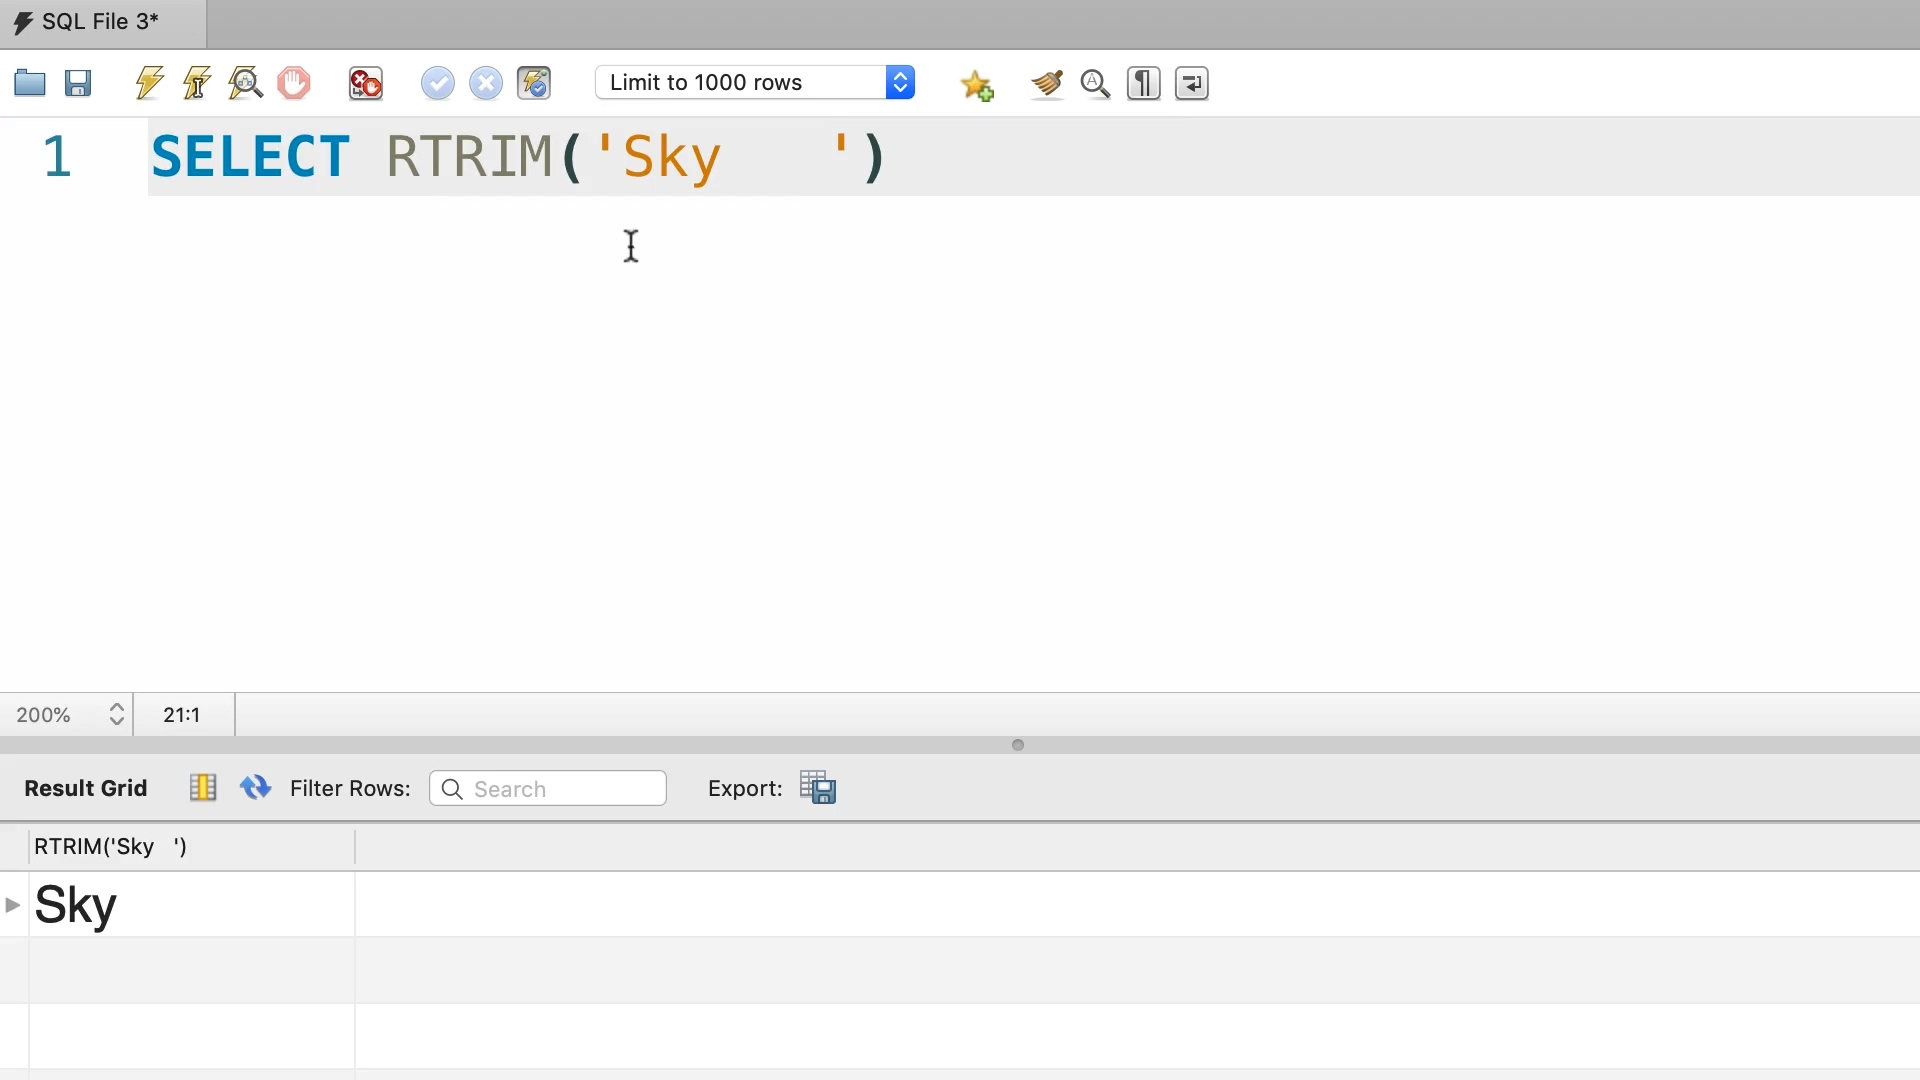 SQL File 3*
Limit to 1000 rows
1 SELECT RTRIM('Sky   ')
200% 21:1
Result Grid Filter Rows: Search Export:
RTRIM('Sky   ')
Sky